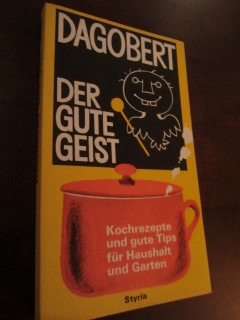 DAGOBERT
DER
GUTE
GEIST
Kochrezepte
und gute Tips
für Haushalt
und Garten
Styria